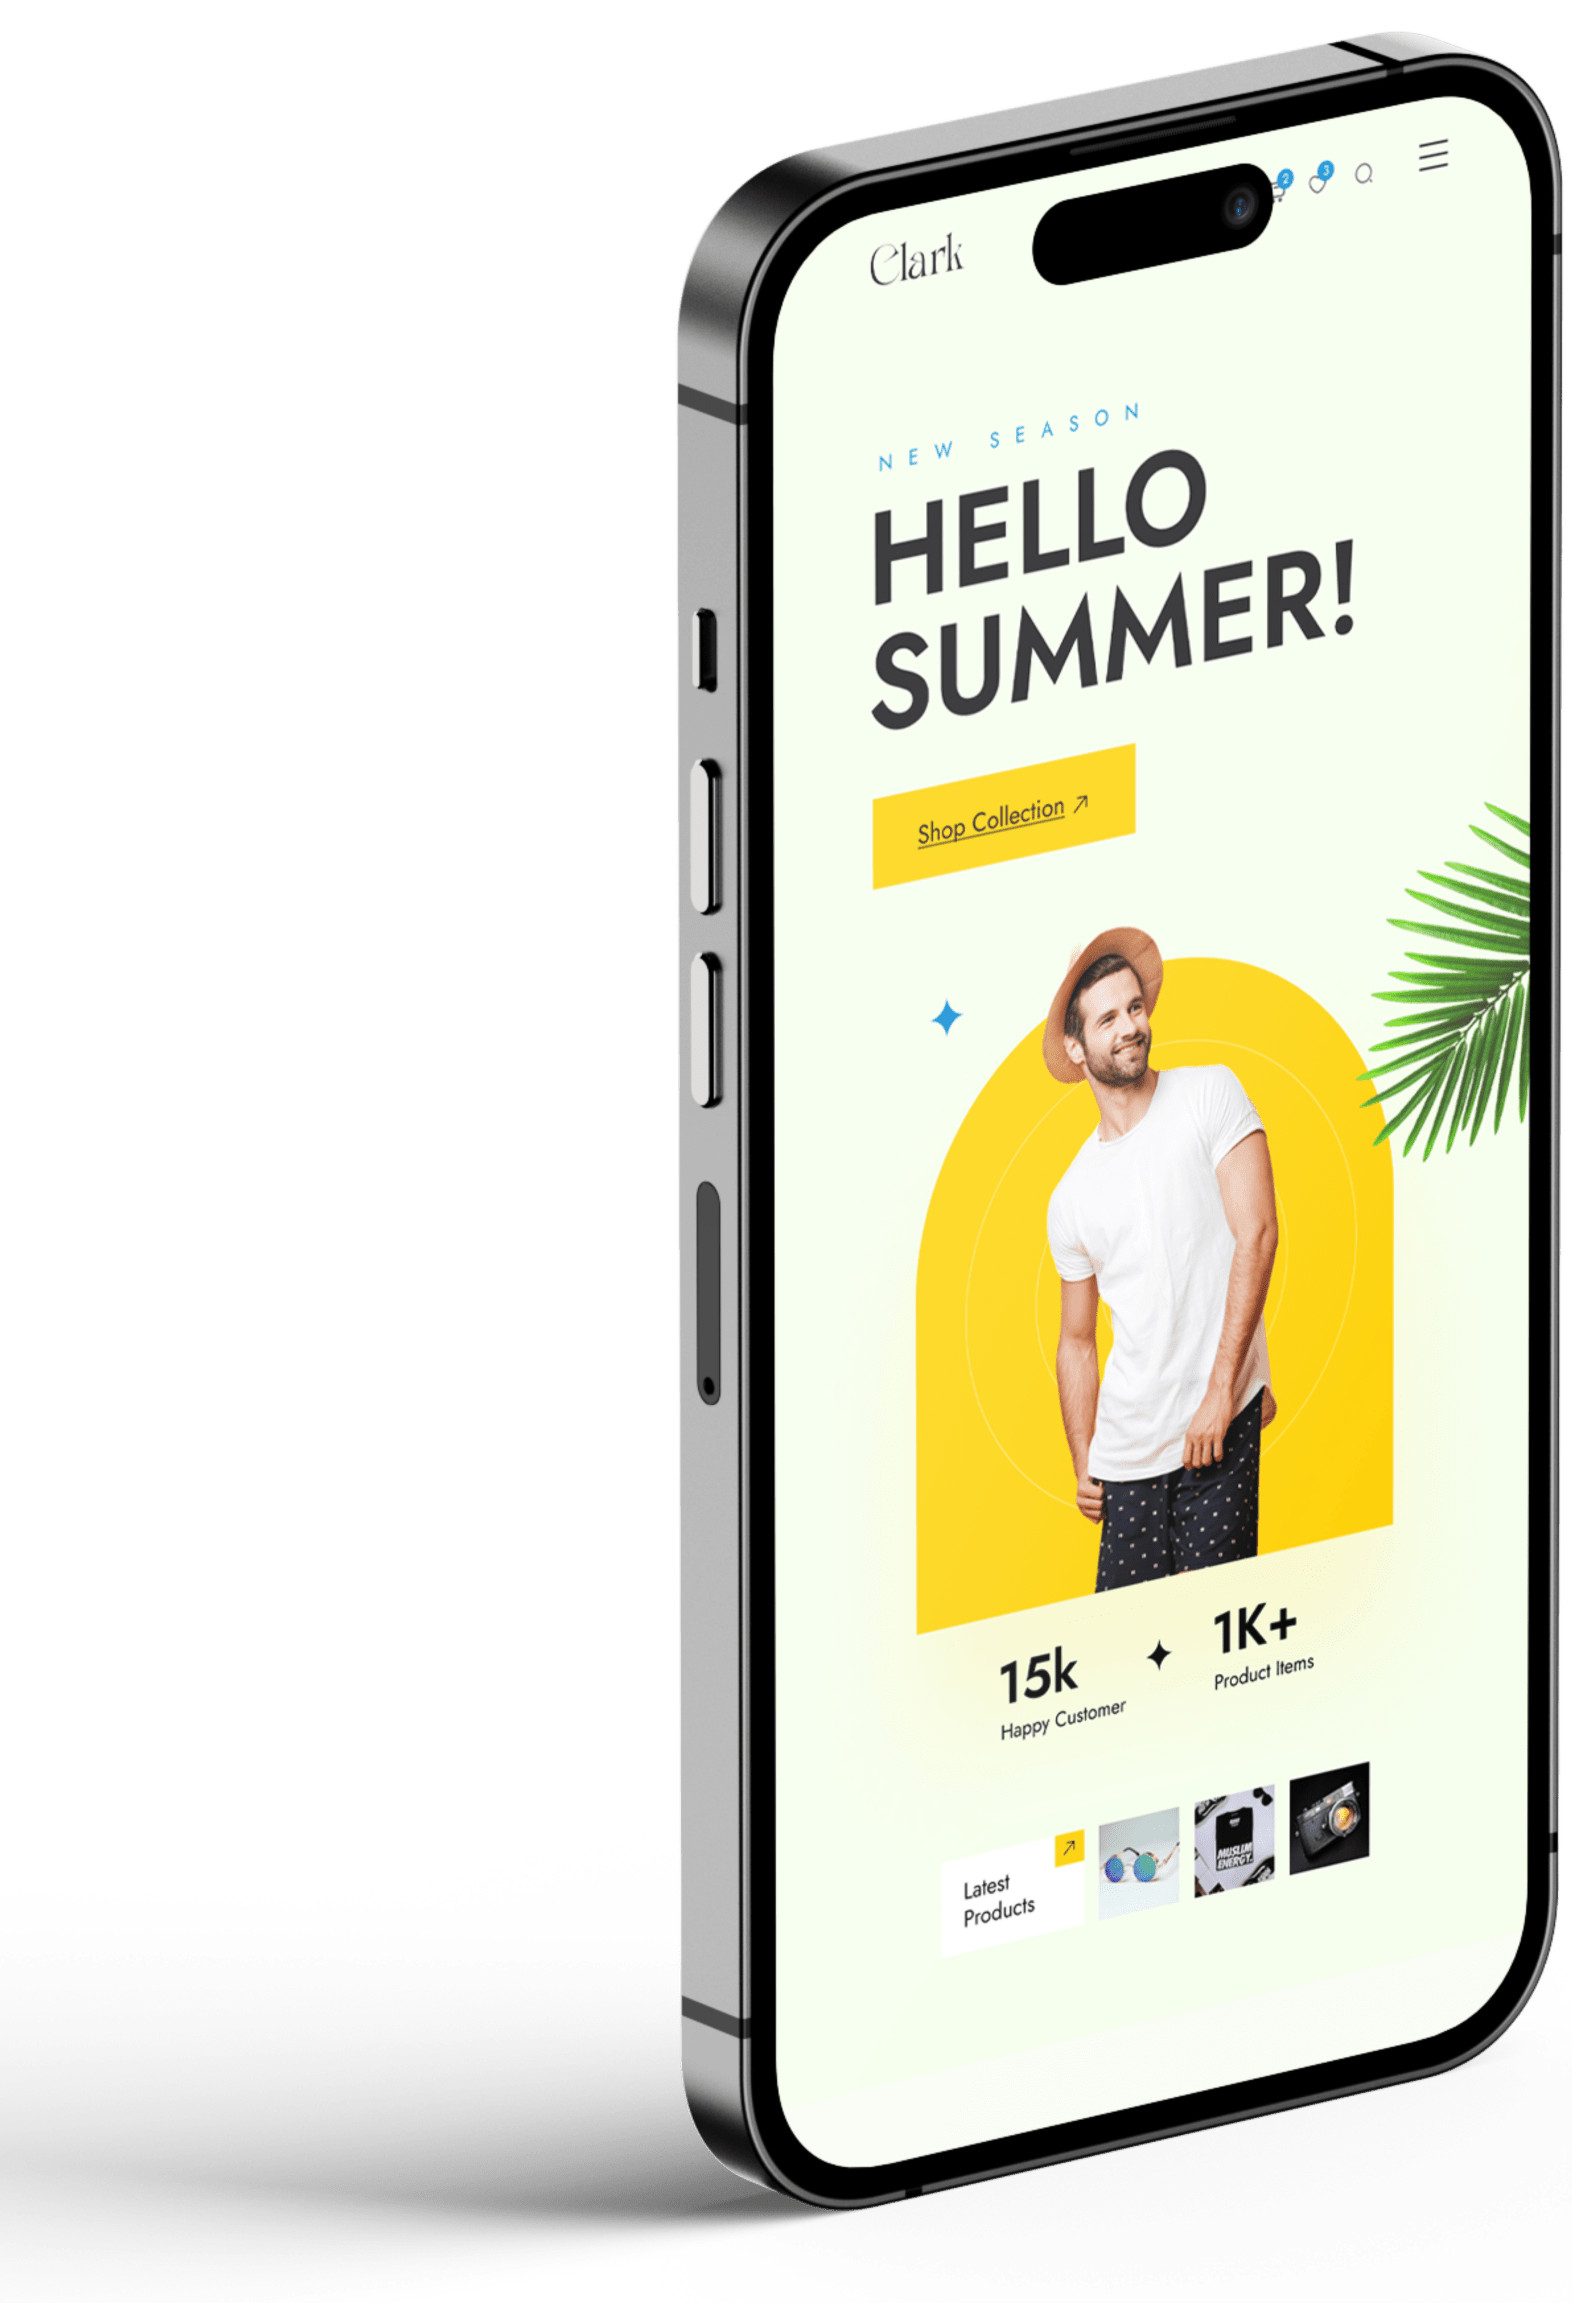 Clark
2
3
NEW SEASON
HELLO
SUMMER!
Shop Collection
15k
Happy Customer
1K+
Product Items
Latest
Products
MUSLIM
ENERGY.